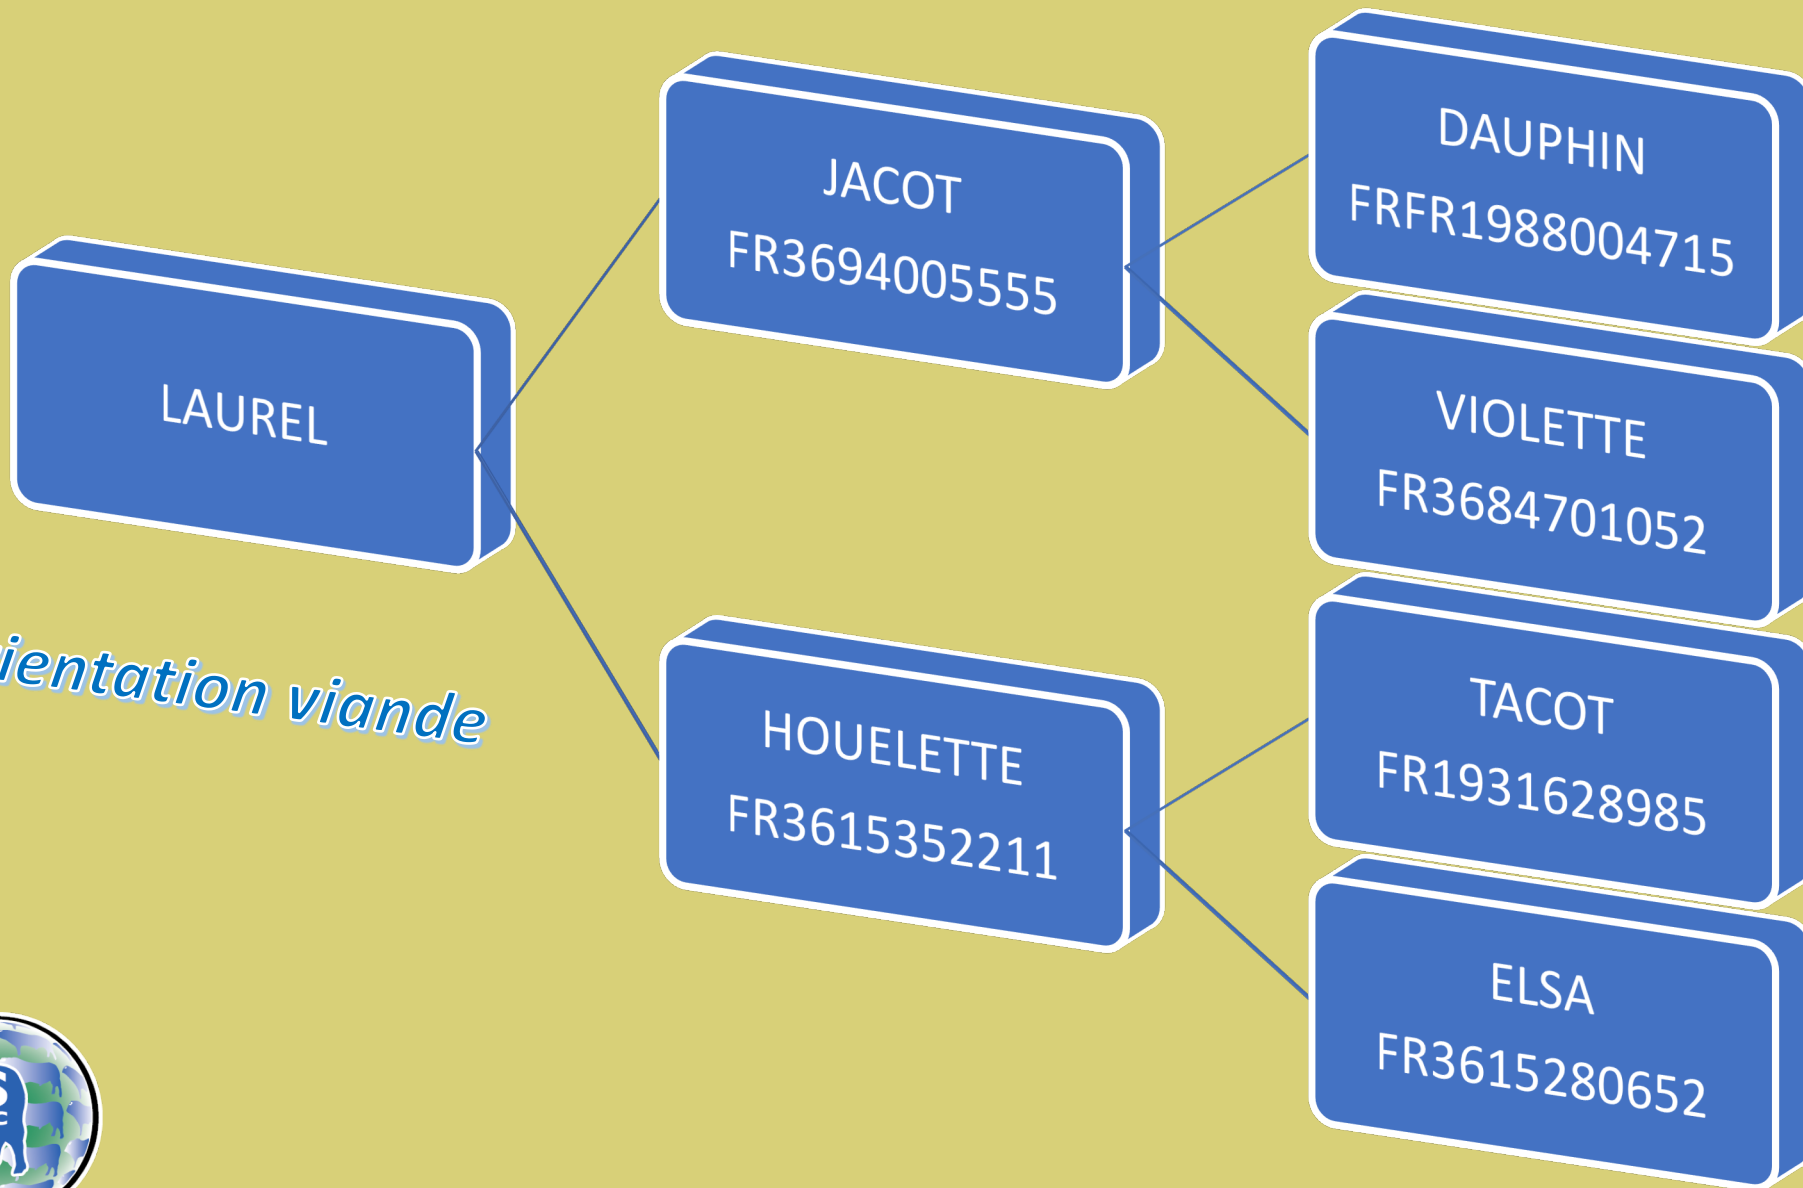 LAUREL
JACOT
FR3694005555
HOUELETTE
FR3615352211
DAUPHIN
FRFR1988004715
VIOLETTE
FR3684701052
TACOT
FR1931628985
ELSA
FR3615280652
ientation viande